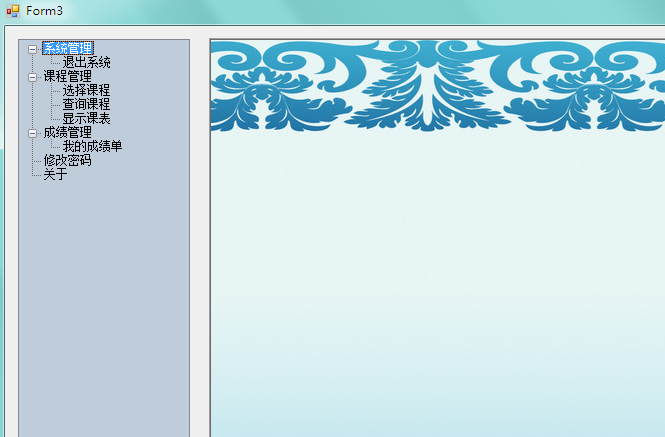 Form3
系统管理
退出系统
课程管理
选择课程
查询课程
显示课表
成绩管理
我的成绩单
修改密码
关于